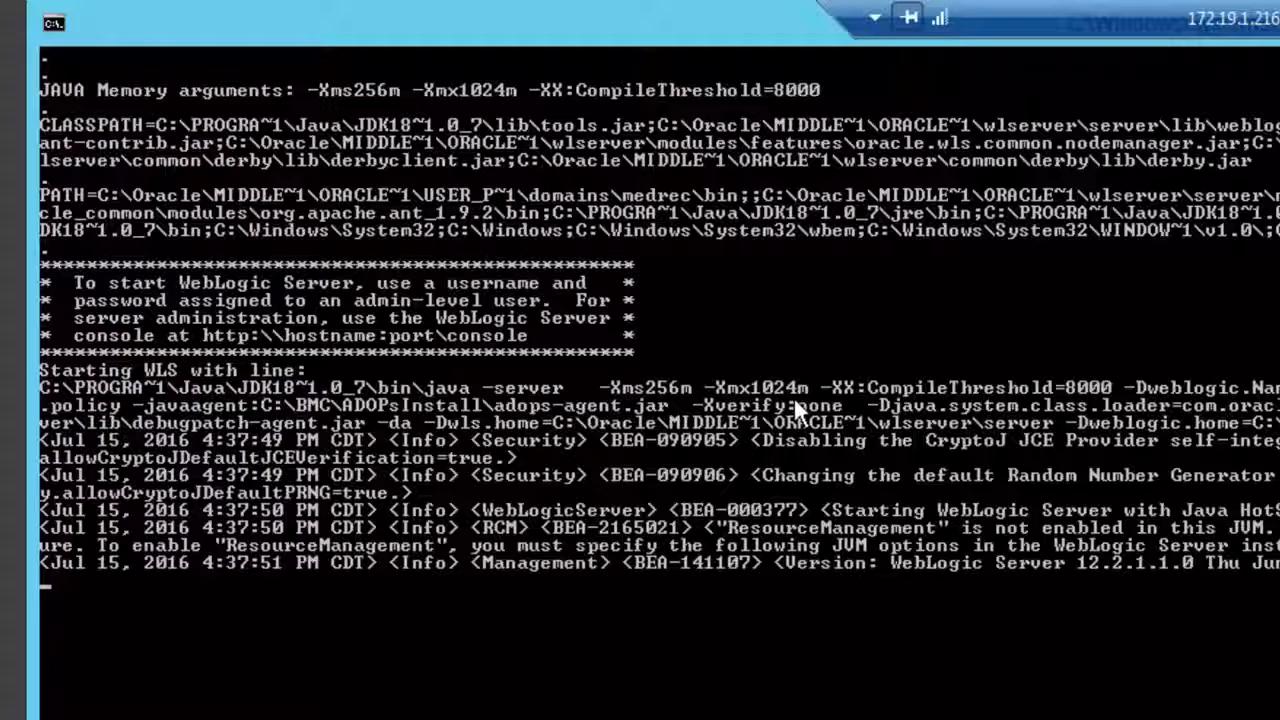 172.19.1.216
C:\.
.
.
JAVA Memory arguments: -Xms256m -Xmx1024m -XX:CompileThreshold=8000
.
CLASSPATH=C:\PROGRA~1\Java\JDK18~1.0_7\lib\tools.jar;C:\Oracle\MIDDLE~1\ORACLE~1\wlserver\server\lib\weblo
ant-contrib.jar;C:\Oracle\MIDDLE~1\ORACLE~1\wlserver\modules\features\oracle.wls.common.nodemanager.jar;C:
lserver\common\derby\lib\derbyclient.jar;C:\Oracle\MIDDLE~1\ORACLE~1\wlserver\common\derby\lib\derby.jar
.
PATH=C:\Oracle\MIDDLE~1\ORACLE~1\USER_P~1\domains\medrec\bin;;C:\Oracle\MIDDLE~1\ORACLE~1\wlserver\server\
cle_common\modules\org.apache.ant_1.9.2\bin;C:\PROGRA~1\Java\JDK18~1.0_7\jre\bin;C:\PROGRA~1\Java\JDK18~1.0
DK18~1.0_7\bin;C:\Windows\System32;C:\Windows;C:\Windows\System32\wbem;C:\Windows\System32\WINDOW~1\v1.0\;
.
***************************************************
* To start WebLogic Server, use a username and *
* password assigned to an admin-level user. For *
* server administration, use the WebLogic Server *
* console at http:\\hostname:port\console *
***************************************************
Starting WLS with line:
C:\PROGRA~1\Java\JDK18~1.0_7\bin\java -server -Xms256m -Xmx1024m -XX:CompileThreshold=8000 -Dweblogic.Nam
.policy -javaagent:C:\BMC\ADOPsInstall\adops-agent.jar -Xverify:none -Djava.system.class.loader=com.orac
ver\lib\debugpatch-agent.jar -da -Dwls.home=C:\Oracle\MIDDLE~1\ORACLE~1\wlserver\server -Dweblogic.home=C:
<Jul 15, 2016 4:37:49 PM CDT> <Info> <Security> <BEA-090905> <Disabling the CryptoJ JCE Provider self-inte
allowCryptoJDefaultJCEVerification=true.>
<Jul 15, 2016 4:37:49 PM CDT> <Info> <Security> <BEA-090906> <Changing the default Random Number Generator
y.allowCryptoJDefaultPRNG=true.>
<Jul 15, 2016 4:37:50 PM CDT> <Info> <WebLogicServer> <BEA-000377> <Starting WebLogic Server with Java HotS
<Jul 15, 2016 4:37:50 PM CDT> <Info> <RCM> <BEA-2165021> <"ResourceManagement" is not enabled in this JVM.
ure. To enable "ResourceManagement", you must specify the following JVM options in the WebLogic Server inst
<Jul 15, 2016 4:37:51 PM CDT> <Info> <Management> <BEA-141107> <Version: WebLogic Server 12.2.1.1.0 Thu Jun